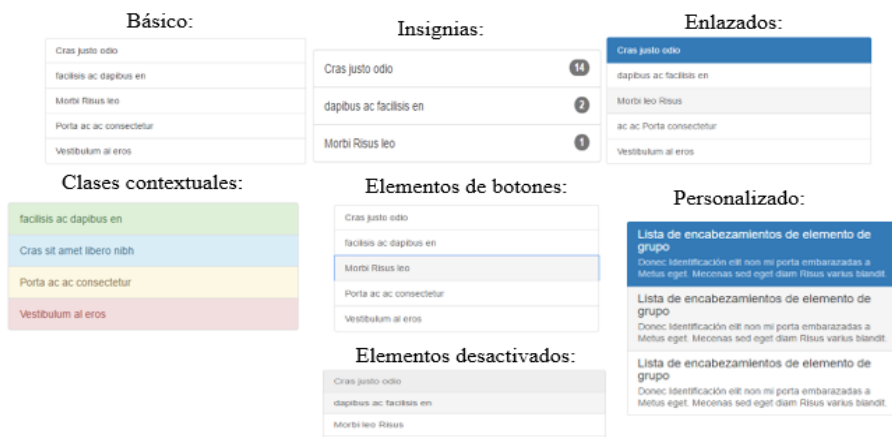 Básico:
Cras justo odio
facilisis ac dapibus en
Morbi Risus leo
Porta ac ac consectetur
Vestibulum al eros
Insignias:
Cras justo odio 14
dapibus ac facilisis en 2
Morbi Risus leo 1
Enlazados:
Cras justo odio
dapibus ac facilisis en
Morbi leo Risus
ac ac Porta consectetur
Vestibulum al eros
Clases contextuales:
facilisis ac dapibus en
Cras sit amet libero nibh
Porta ac ac consectetur
Vestibulum al eros
Elementos de botones:
Cras justo odio
facilisis ac dapibus en
Morbi Risus leo
Porta ac ac consectetur
Vestibulum al eros
Personalizado:
Lista de encabezamientos de elemento de
grupo
Donec Identificación elit non mi porta embarazadas a
Metus eget. Mecenas sed eget diam Risus varius blandit.
Lista de encabezamientos de elemento de
grupo
Donec Identificación elit non mi porta embarazadas a
Metus eget. Mecenas sed eget diam Risus varius blandit.
Lista de encabezamientos de elemento de
grupo
Donec Identificación elit non mi porta embarazadas a
Metus eget. Mecenas sed eget diam Risus varius blandit.
Elementos desactivados:
Cras justo odio
dapibus ac facilisis en
Morbi leo Risus